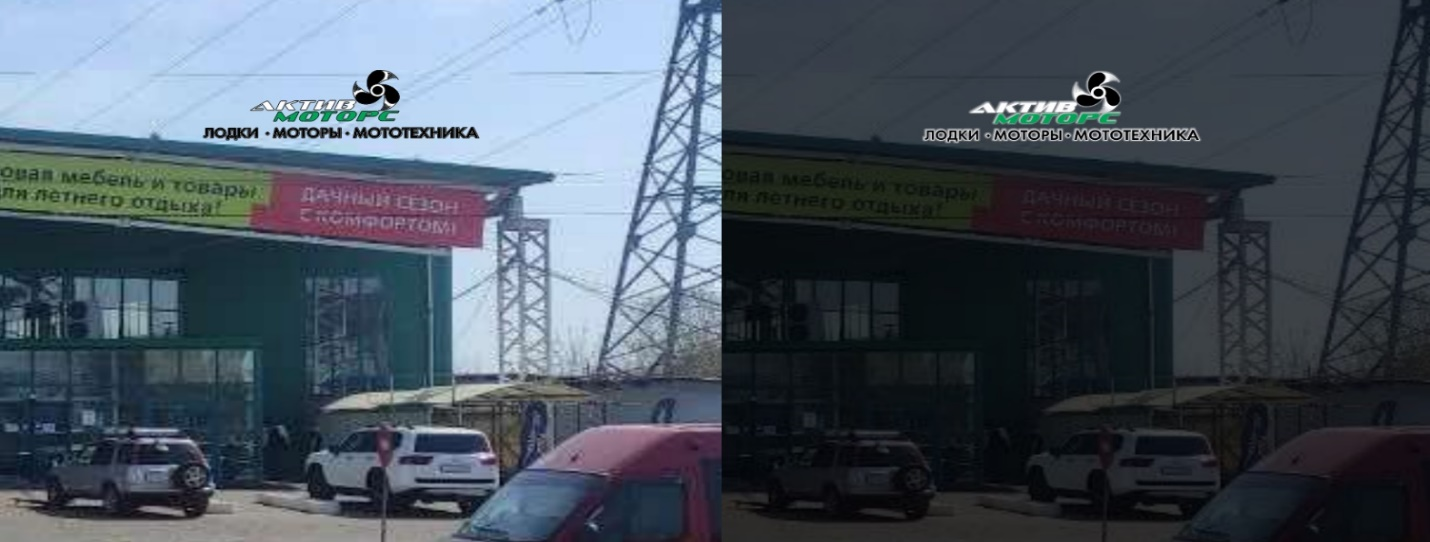 АКТИВ
МОТОРС
ЛОДКИ · МОТОРЫ · МОТОТЕХНИКА
овая мебель и товары
ля летнего отдыха!
ДАЧНЫЙ СЕЗОН
С КОМФОРТОМ!
АКТИВ
МОТОРС
ЛОДКИ · МОТОРЫ · МОТОТЕХНИКА
овая мебель и товары
ля летнего отдыха!
ДАЧНЫЙ СЕЗОН
С КОМФОРТОМ!